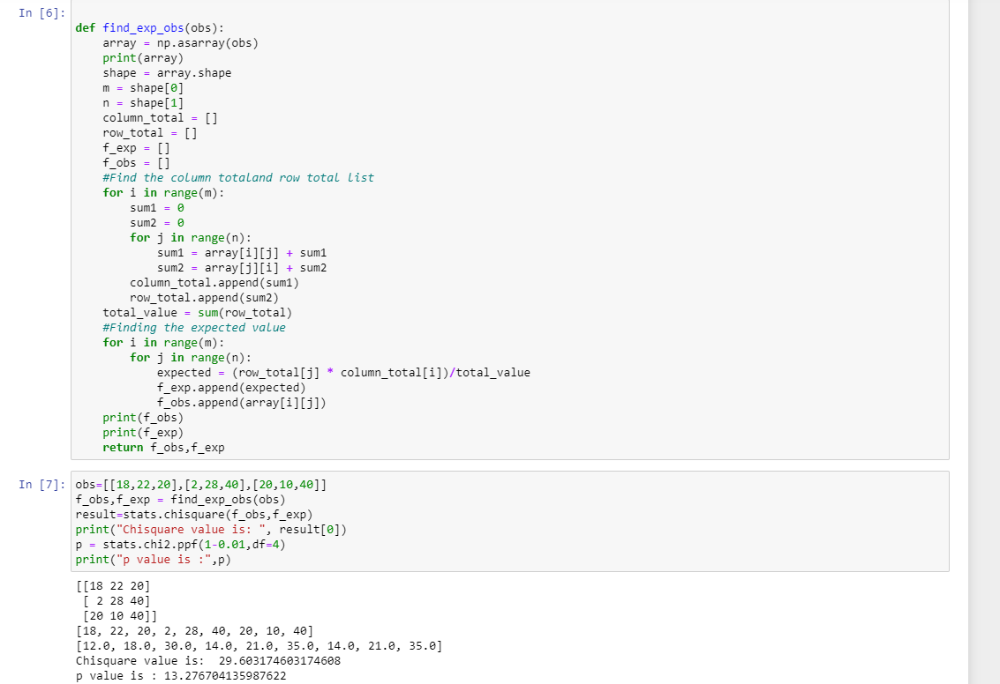 In [6]:
def find_exp_obs(obs):
    array = np.asarray(obs)
    print(array)
    shape = array.shape
    m = shape[0]
    n = shape[1]
    column_total = []
    row_total = []
    f_exp = []
    f_obs = []
    #Find the column totaland row total list
    for i in range(m):
        sum1 = 0
        sum2 = 0
        for j in range(n):
            sum1 = array[i][j] + sum1
            sum2 = array[j][i] + sum2
        column_total.append(sum1)
        row_total.append(sum2)
    total_value = sum(row_total)
    #Finding the expected value
    for i in range(m):
        for j in range(n):
            expected = (row_total[j] * column_total[i])/total_value
            f_exp.append(expected)
            f_obs.append(array[i][j])
    print(f_obs)
    print(f_exp)
    return f_obs,f_exp
In [7]: obs=[[18,22,20],[2,28,40],[20,10,40]]
f_obs,f_exp = find_exp_obs(obs)
result=stats.chisquare(f_obs,f_exp)
print("Chisquare value is: ", result[0])
p = stats.chi2.ppf(1-0.01,df=4)
print("p value is :",p)
[[18 22 20]
 [ 2 28 40]
 [20 10 40]]
[18, 22, 20, 2, 28, 40, 20, 10, 40]
[12.0, 18.0, 30.0, 14.0, 21.0, 35.0, 14.0, 21.0, 35.0]
Chisquare value is:  29.603174603174608
p value is : 13.276704135987622